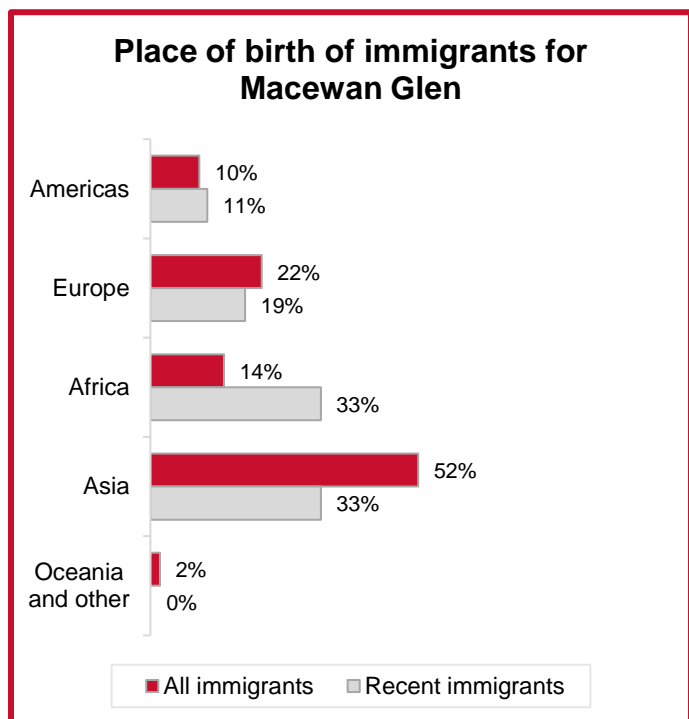 Place of birth of immigrants for
Macewan Glen
Americas
10%
11%
Europe
22%
19%
Africa
14%
33%
Asia
52%
33%
Oceania
and other
2%
0%
All immigrants
Recent immigrants